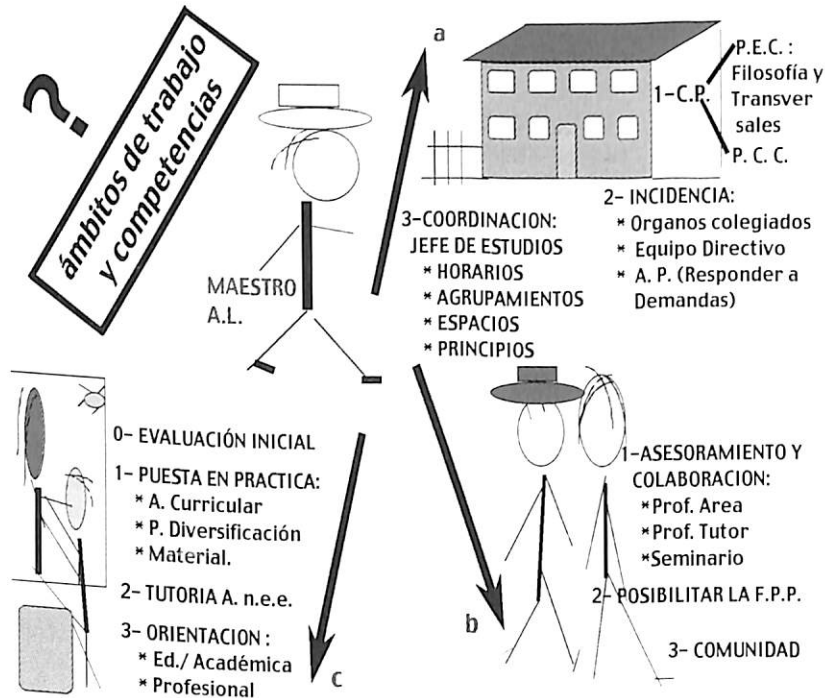 ?
ámbitos de trabajo
y competencias
MAESTRO
A.L.
a
1-C.P.
P.E.C. :
Filosofía y
Transver
sales
P. C. C.
2- INCIDENCIA:
* Organos colegiados
* Equipo Directivo
* A. P. (Responder a
Demandas)
3-COORDINACION:
JEFE DE ESTUDIOS
* HORARIOS
* AGRUPAMIENTOS
* ESPACIOS
* PRINCIPIOS
b
1-ASESORAMIENTO Y
COLABORACION:
*Prof. Area
*Prof. Tutor
*Seminario
2- POSIBILITAR LA F.P.P.
3- COMUNIDAD
c
0- EVALUACIÓN INICIAL
1- PUESTA EN PRACTICA:
* A. Curricular
* P. Diversificación
* Material.
2- TUTORIA A. n.e.e.
3- ORIENTACION :
* Ed./ Académica
* Profesional